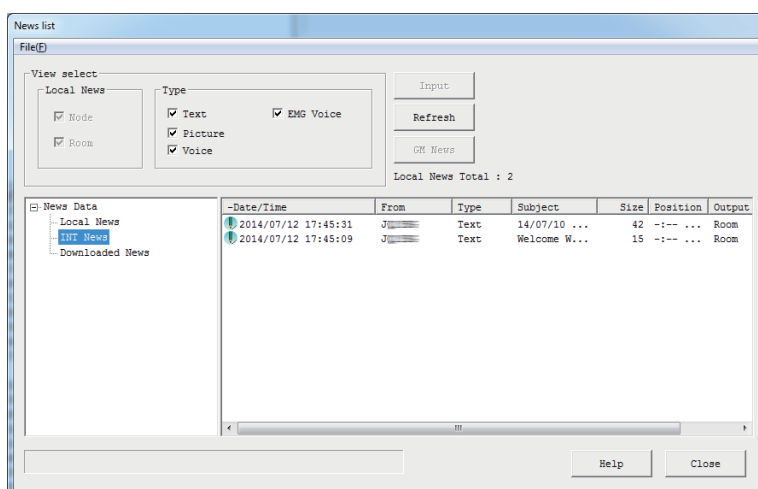 News list
File(F)
View select
Local News
Type
Input
Node
Text
EMG Voice
Refresh
Picture
Room
Voice
GM News
Local News Total : 2
News Data
Local News
INT News
Downloaded News
-Date/Time From Type Subject Size Position Output
2014/07/12 17:45:31 J Text 14/07/10 ... 42 -:-- ... Room
2014/07/12 17:45:09 J Text Welcome W... 15 -:-- ... Room
Help
Close